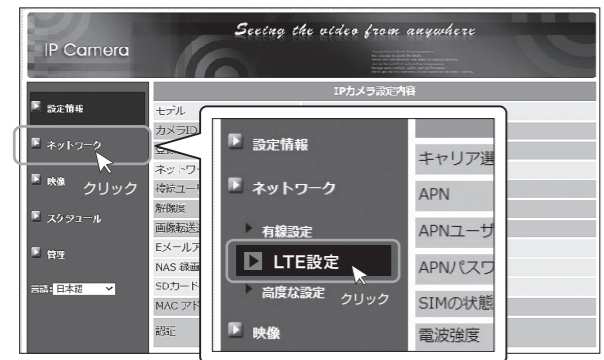 Seeing the video from anywhere
IP Camera
IPカメラ設定内容
設定情報
ネットワーク
クリック
映像
スケジュール
管理
言語: 日本語
モデル
カメラID
ネットワ
接続ユー
解像度
画像転送
Eメールア
NAS 録画
SDカード
MAC アド
認証
設定情報
ネットワーク
有線設定
LTE設定
高度な設定
クリック
映像
キャリア選
APN
APNユーザ
APNパスワ
SIMの状態
電波強度